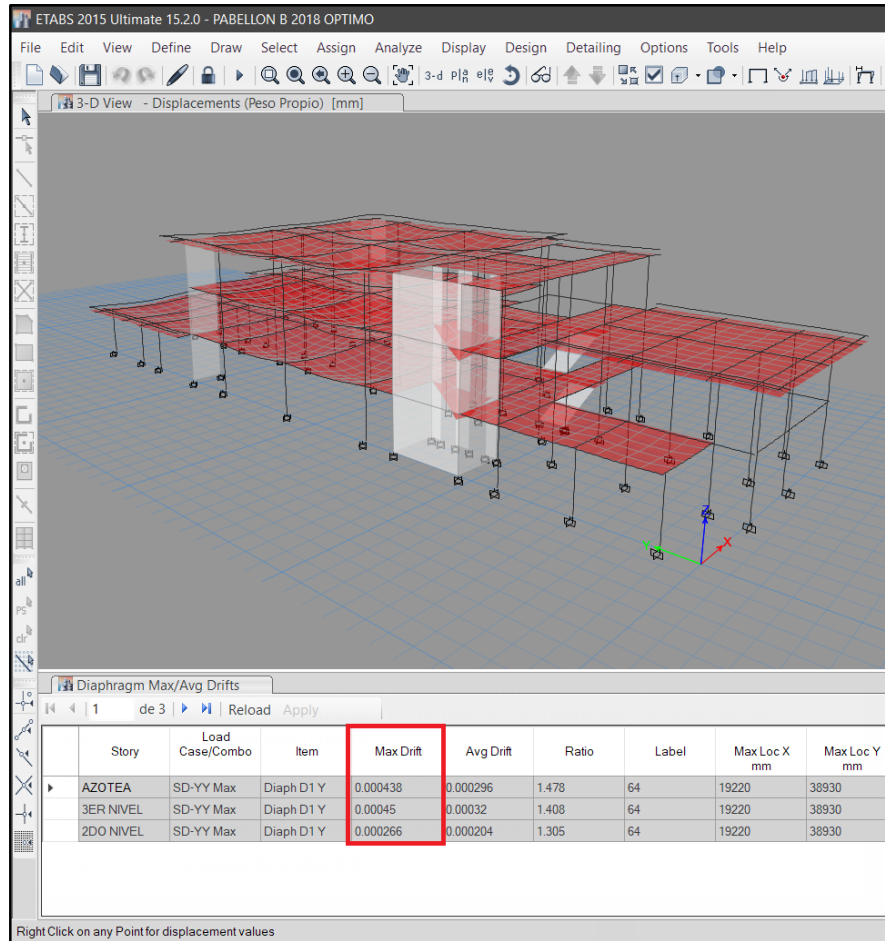 ETABS 2015 Ultimate 15.2.0 - PABELLON B 2018 OPTIMO
File Edit View Define Draw Select Assign Analyze Display Design Detailing Options Tools Help
3-d
3-D View - Displacements (Peso Propio) [mm]
Z
Y X
all
PS
clr
Diaphragm Max/Avg Drifts
1 de 3 Reload Apply
Story Load Case/Combo Item Max Drift Avg Drift Ratio Label Max Loc X mm Max Loc Y mm
AZOTEA SD-YY Max Diaph D1 Y 0.000438 0.000296 1.478 64 19220 38930
3ER NIVEL SD-YY Max Diaph D1 Y 0.00045 0.00032 1.408 64 19220 38930
2DO NIVEL SD-YY Max Diaph D1 Y 0.000266 0.000204 1.305 64 19220 38930
Right Click on any Point for displacement values